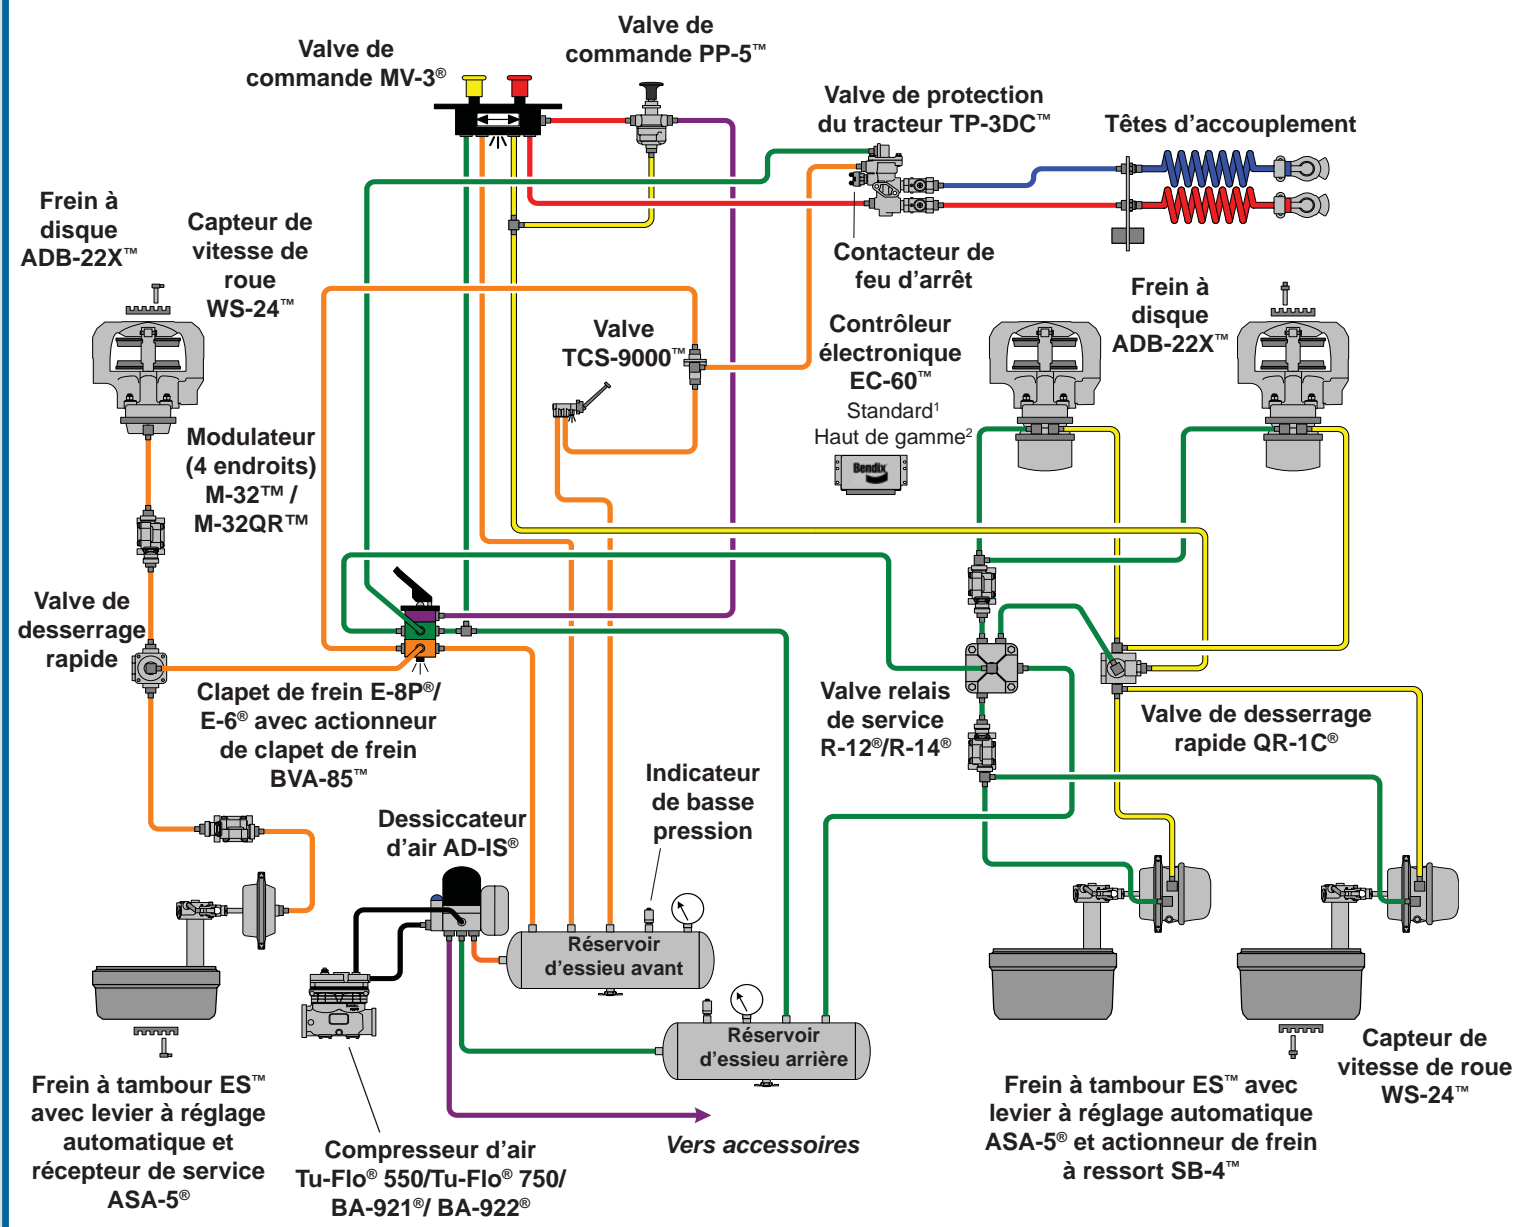 Valve de
commande MV-3®
Valve de
commande PP-5™
Valve de protection
du tracteur TP-3DC™
Têtes d'accouplement
Frein à
disque
ADB-22X™
Capteur de
vitesse de
roue
WS-24™
Contacteur de
feu d'arrêt
Valve
TCS-9000™
Contrôleur
électronique
EC-60™
Standard¹
Haut de gamme²
Bendix
Frein à
disque
ADB-22X™
Modulateur
(4 endroits)
M-32™ /
M-32QR™
Valve de
desserrage
rapide
Clapet de frein E-8P®/
E-6® avec actionneur
de clapet de frein
BVA-85™
Valve relais
de service
R-12®/R-14®
Valve de desserrage
rapide QR-1C®
Indicateur
de basse
pression
Dessiccateur
d'air AD-IS®
Réservoir
d'essieu avant
Réservoir
d'essieu arrière
Vers accessoires
Frein à tambour ES™
avec levier à réglage
automatique et
récepteur de service
ASA-5®
Compresseur d'air
Tu-Flo® 550/Tu-Flo® 750/
BA-921®/ BA-922®
Frein à tambour ES™ avec
levier à réglage automatique
ASA-5® et actionneur de frein
à ressort SB-4™
Capteur de
vitesse de roue
WS-24™